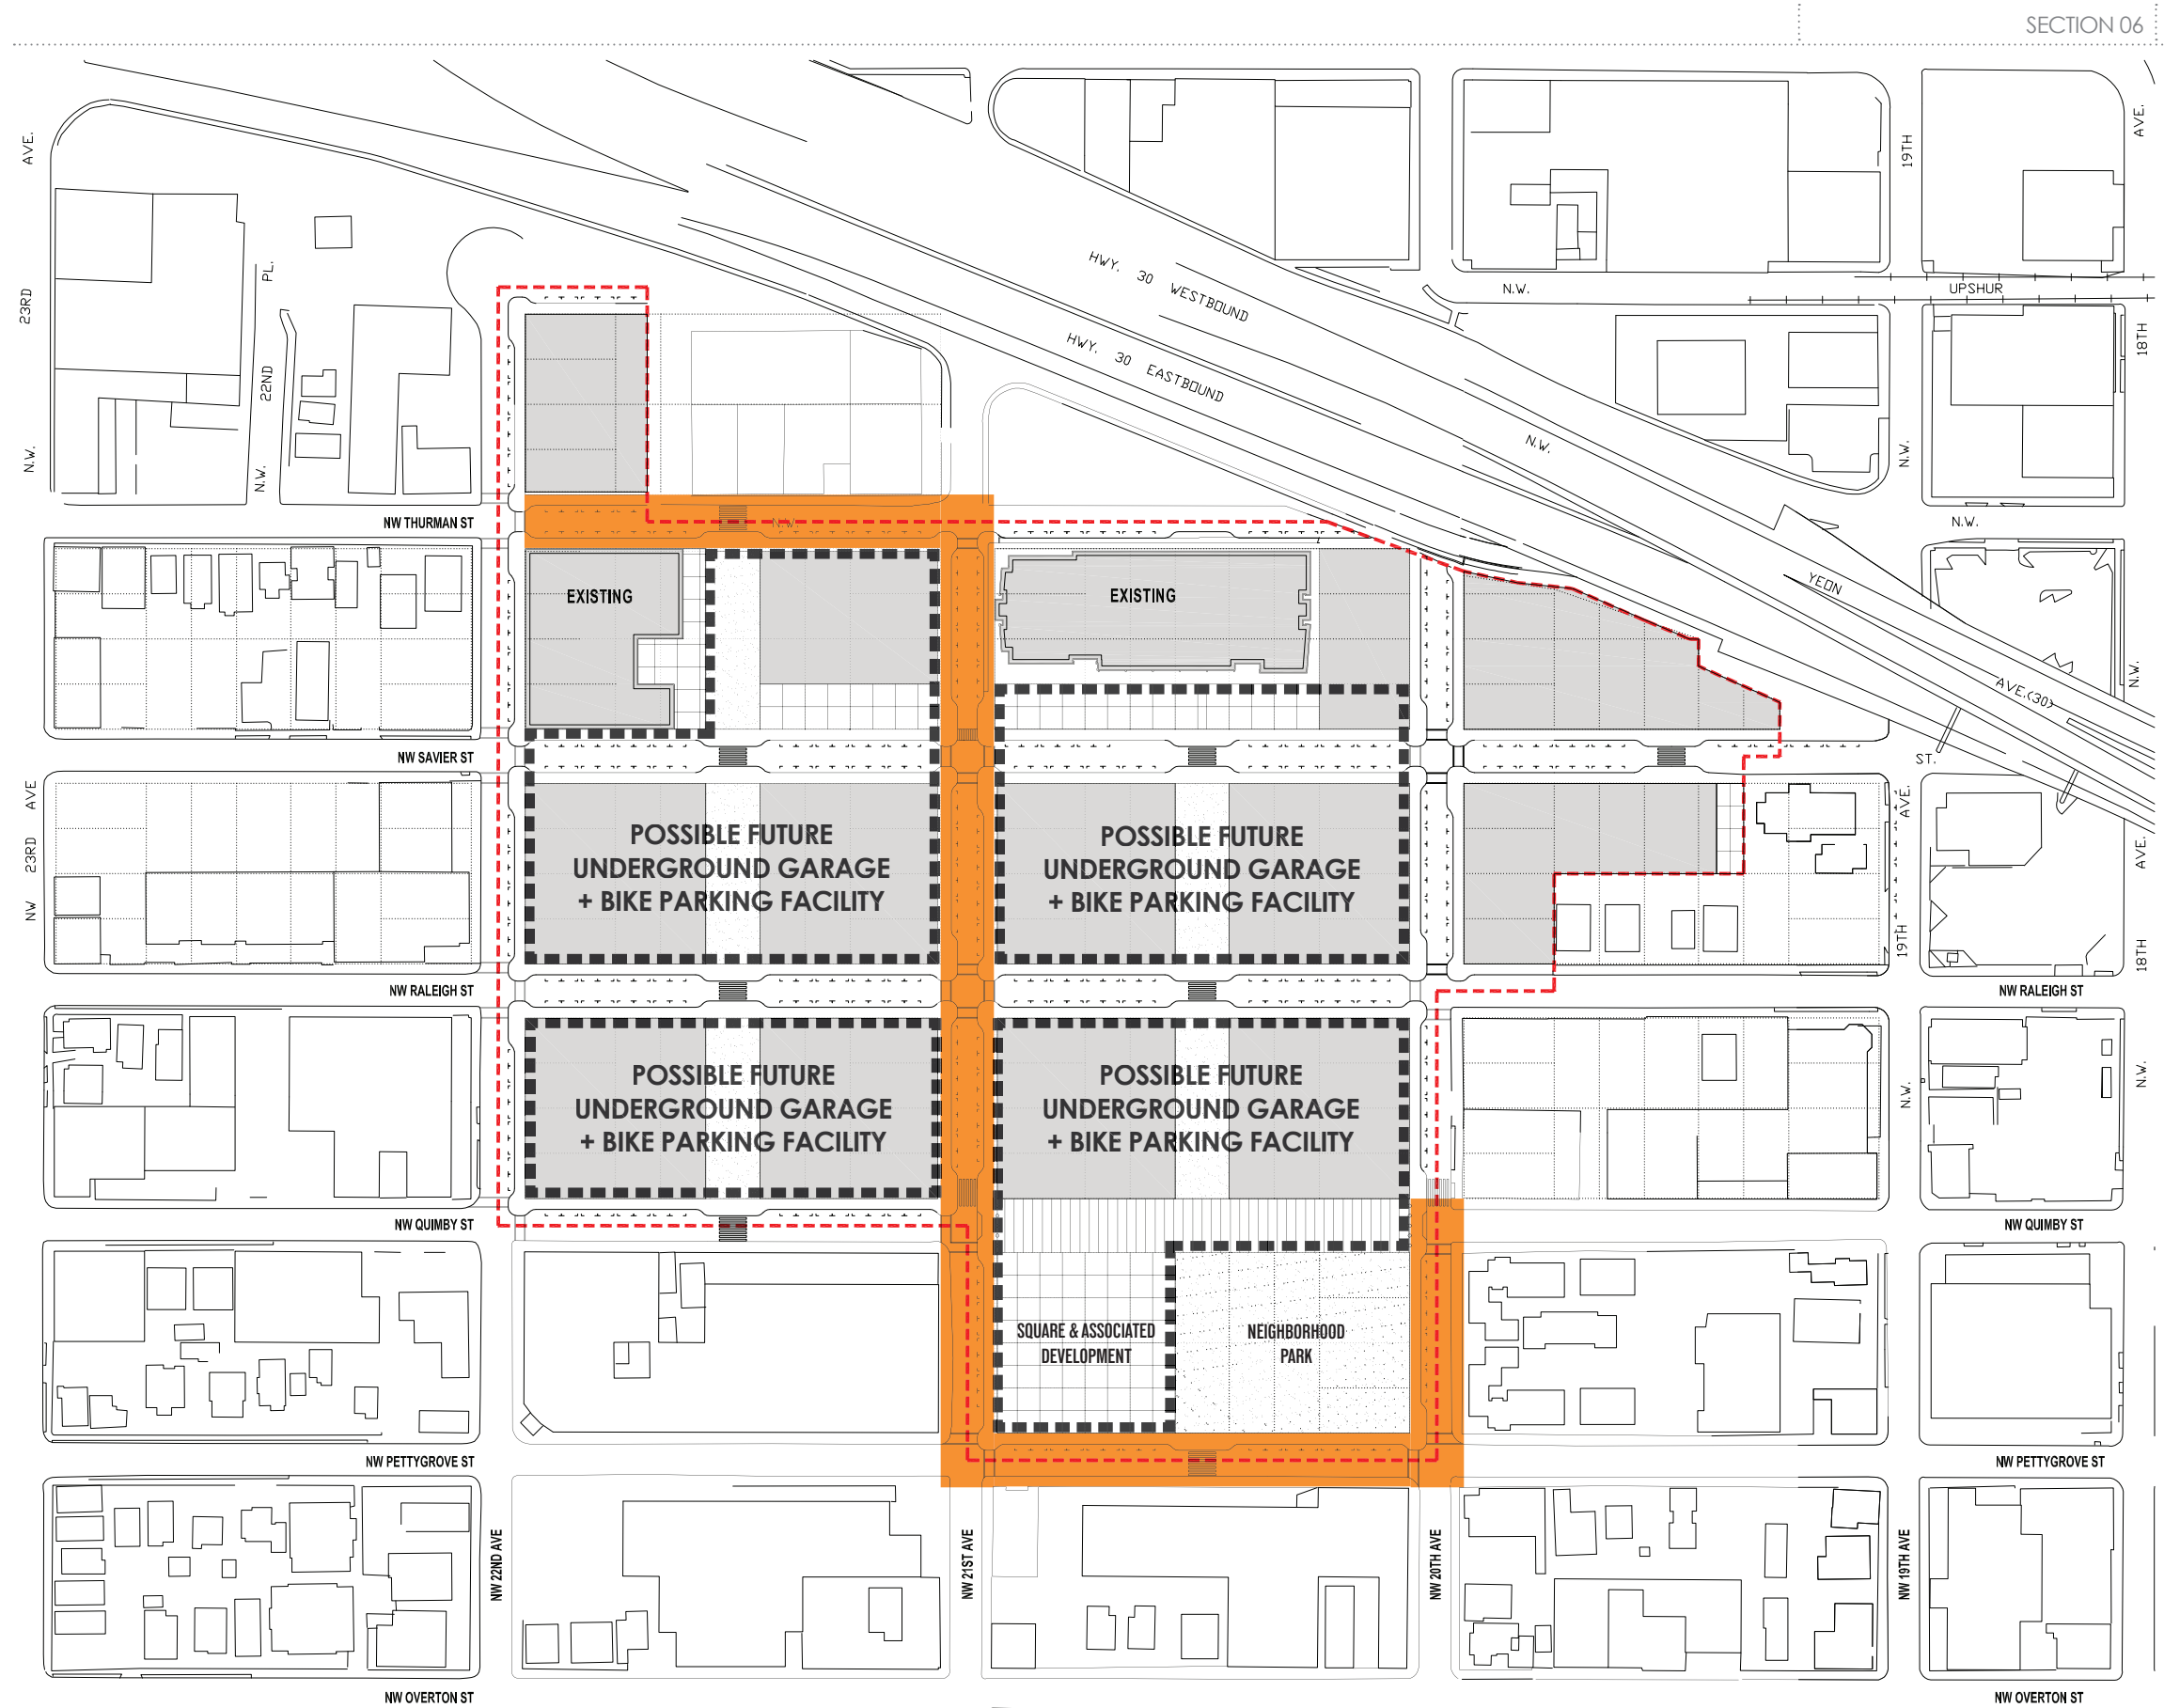 SECTION 06
AVE.
23RD
N.W.
PL.
22ND
N.W.
HWY. 30 WESTBOUND
HWY. 30 EASTBOUND
N.W.
UPSHUR
19TH
AVE.
18TH
N.W.
N.W.
N.W.
NW THURMAN ST
N.W.
EXISTING
EXISTING
YEON
AVE.(30)
N.W.
NW SAVIER ST
ST.
AVE
23RD
NW
POSSIBLE FUTURE
UNDERGROUND GARAGE
+ BIKE PARKING FACILITY
POSSIBLE FUTURE
UNDERGROUND GARAGE
+ BIKE PARKING FACILITY
AVE.
19TH
AVE.
18TH
NW RALEIGH ST
NW RALEIGH ST
POSSIBLE FUTURE
UNDERGROUND GARAGE
+ BIKE PARKING FACILITY
POSSIBLE FUTURE
UNDERGROUND GARAGE
+ BIKE PARKING FACILITY
N.W.
N.W.
NW QUIMBY ST
NW QUIMBY ST
SQUARE & ASSOCIATED
DEVELOPMENT
NEIGHBORHOOD
PARK
NW PETTYGROVE ST
NW PETTYGROVE ST
NW 22ND AVE
NW 21ST AVE
NW 20TH AVE
NW 19TH AVE
NW OVERTON ST
NW OVERTON ST